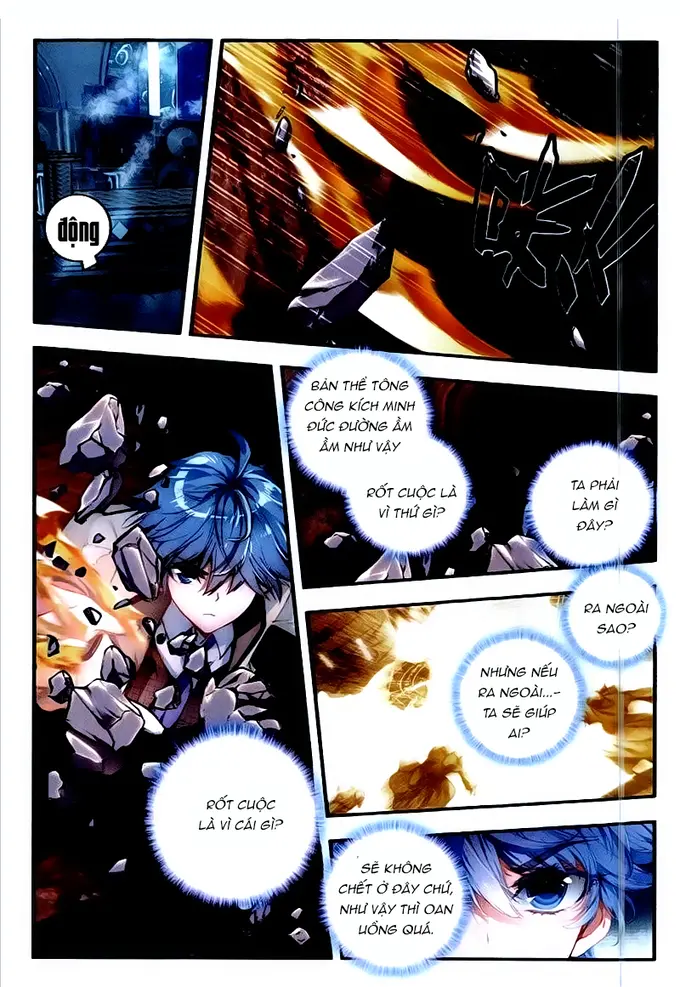 động
BẢN THỂ TÔNG
CÔNG KÍCH MINH
ĐỨC ĐƯỜNG ẦM
ẦM NHƯ VẬY
RỐT CUỘC LÀ
VÌ THỨ GÌ?
TA PHẢI
LÀM GÌ
ĐÂY?
RA NGOÀI
SAO?
NHƯNG NẾU
RA NGOÀI...-
TA SẼ GIÚP
AI?
RỐT CUỘC
LÀ VÌ CÁI GÌ?
SẼ KHÔNG
CHẾT Ở ĐÂY CHỨ,
NHƯ VẬY THÌ OAN
UỔNG QUÁ.